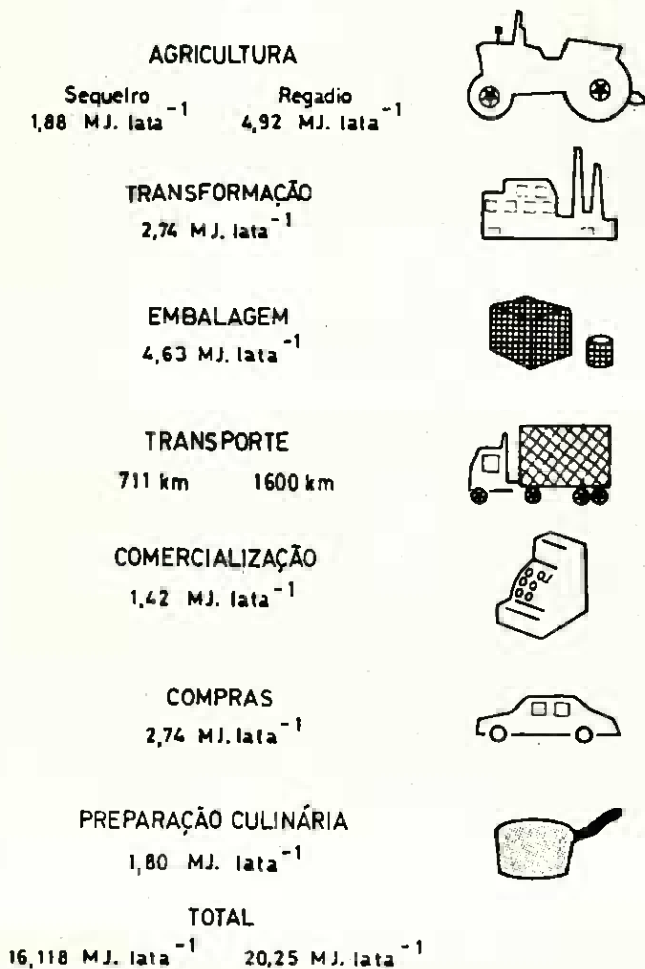 AGRICULTURA
Sequeiro Regadio
1,88 MJ. lata⁻¹ 4,92 MJ. lata⁻¹
TRANSFORMAÇÃO
2,74 MJ. lata⁻¹
EMBALAGEM
4,63 MJ. lata⁻¹
TRANSPORTE
711 km 1600 km
COMERCIALIZAÇÃO
1,42 MJ. lata⁻¹
COMPRAS
2,74 MJ. lata⁻¹
PREPARAÇÃO CULINÁRIA
1,80 MJ. lata⁻¹
TOTAL
16,118 MJ. lata⁻¹ 20,25 MJ. lata⁻¹